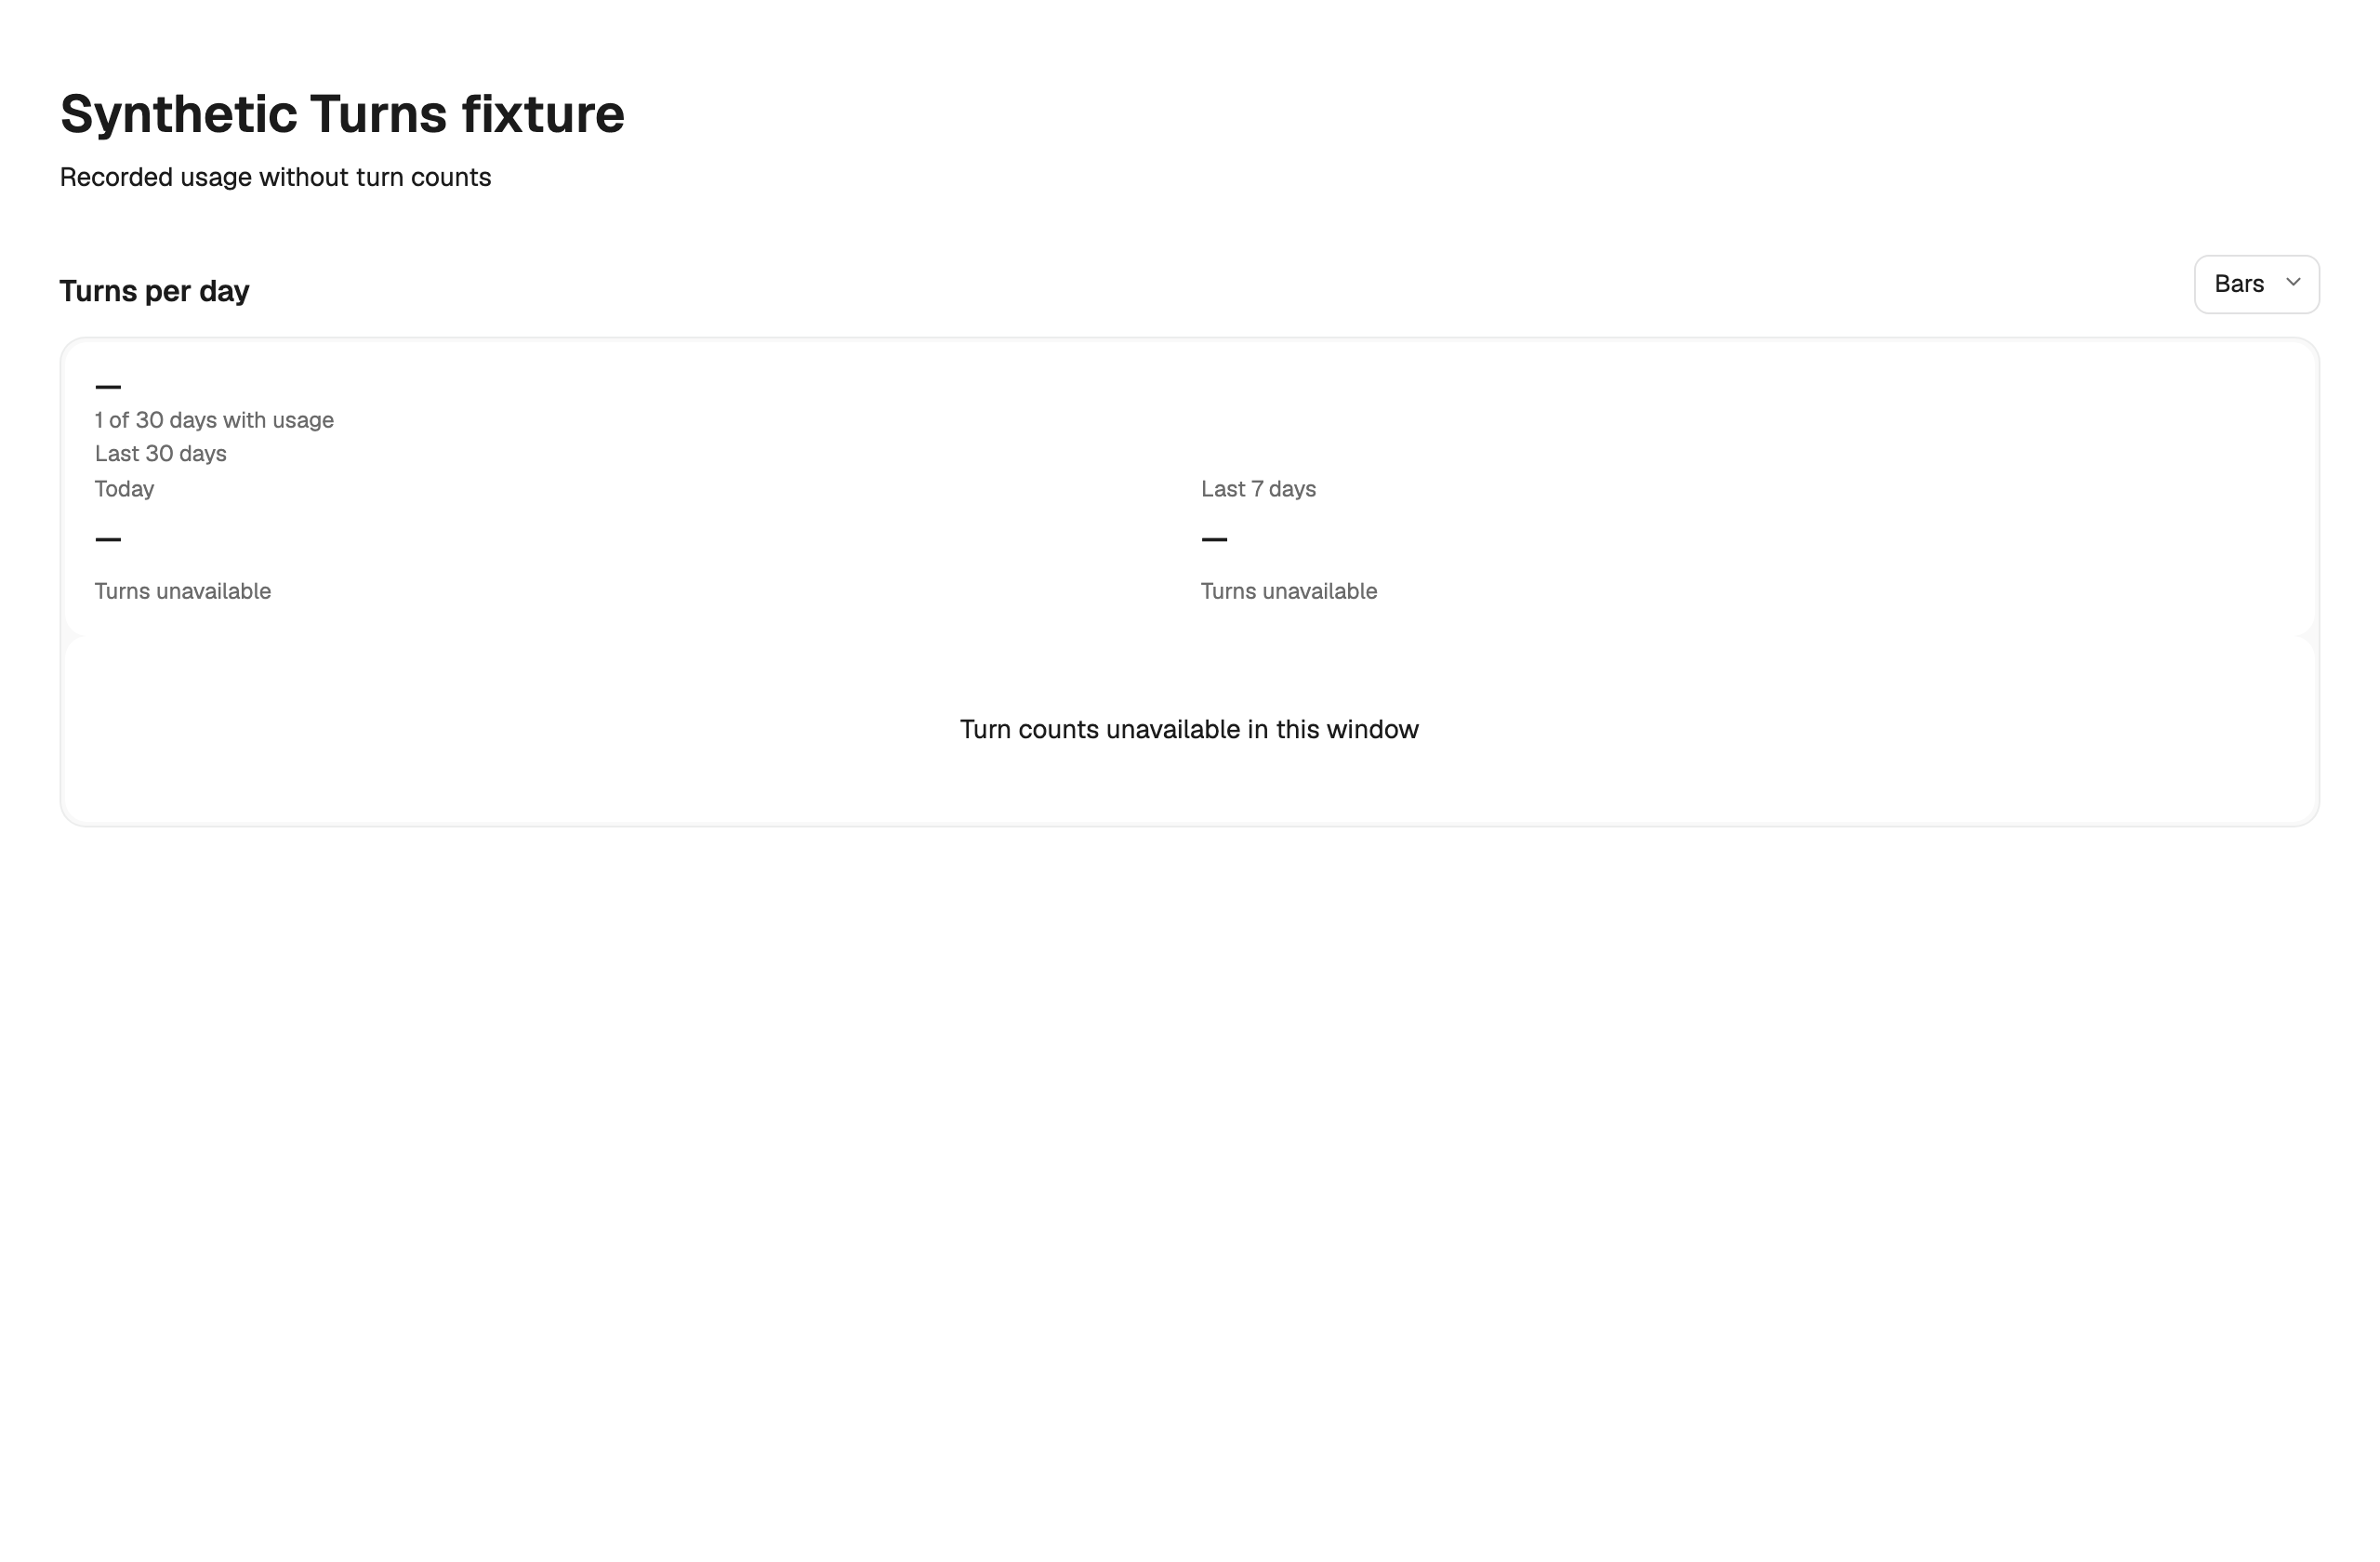 Synthetic Turns fixture
Recorded usage without turn counts
Turns per day
Bars
—
1 of 30 days with usage
Last 30 days
Today
—
Turns unavailable
Last 7 days
—
Turns unavailable
Turn counts unavailable in this window